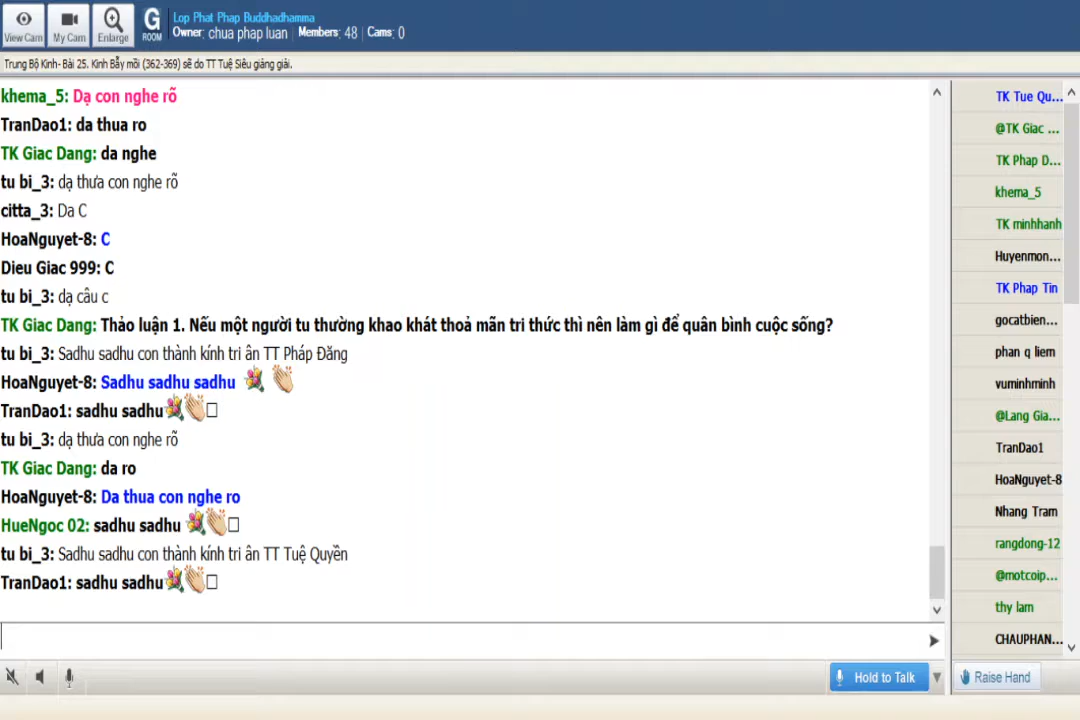 View Cam
My Cam
Enlarge
G
ROOM
Lop Phat Phap Buddhadhamma
Owner: chua phap luan | Members: 48 | Cams: 0
Trung Bộ Kinh- Bài 25. Kinh Bẫy mồi (362-369) sẽ do TT Tuệ Siêu giảng giải.
khema_5: Dạ con nghe rõ
TranDao1: da thua ro
TK Giac Dang: da nghe
tu bi_3: dạ thưa con nghe rõ
citta_3: Da C
HoaNguyet-8: C
Dieu Giac 999: C
tu bi_3: dạ câu c
TK Giac Dang: Thảo luận 1. Nếu một người tu thường khao khát thoả mãn tri thức thì nên làm gì để quân bình cuộc sống?
tu bi_3: Sadhu sadhu con thành kính tri ân TT Pháp Đăng
HoaNguyet-8: Sadhu sadhu sadhu
TranDao1: sadhu sadhu
tu bi_3: dạ thưa con nghe rõ
TK Giac Dang: da ro
HoaNguyet-8: Da thua con nghe ro
HueNgoc 02: sadhu sadhu
tu bi_3: Sadhu sadhu con thành kính tri ân TT Tuệ Quyền
TranDao1: sadhu sadhu
TK Tue Qu...
@TK Giac ...
TK Phap D...
khema_5
TK minhhanh
Huyenmon...
TK Phap Tin
gocatbien...
phan q liem
vuminhminh
@Lang Gia...
TranDao1
HoaNguyet-8
Nhang Tram
rangdong-12
@motcoip...
thy lam
CHAUPHAN...
Hold to Talk
Raise Hand